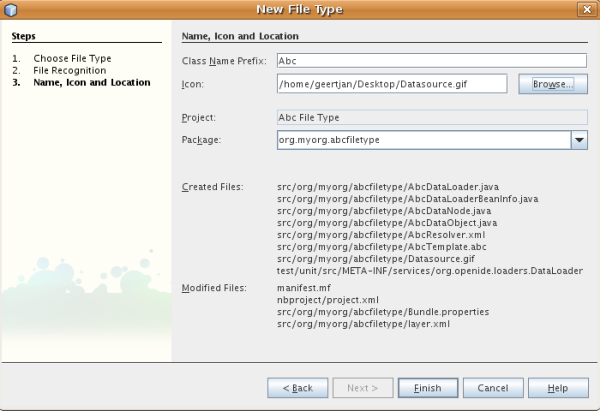 New File Type
Steps
1. Choose File Type
2. File Recognition
3. Name, Icon and Location
Name, Icon and Location
Class Name Prefix: Abc
Icon: /home/geertjan/Desktop/Datasource.gif Browse...
Project: Abc File Type
Package: org.myorg.abcfiletype
Created Files: src/org/myorg/abcfiletype/AbcDataLoader.java
src/org/myorg/abcfiletype/AbcDataLoaderBeanInfo.java
src/org/myorg/abcfiletype/AbcDataNode.java
src/org/myorg/abcfiletype/AbcDataObject.java
src/org/myorg/abcfiletype/AbcResolver.xml
src/org/myorg/abcfiletype/AbcTemplate.abc
src/org/myorg/abcfiletype/Datasource.gif
test/unit/src/META-INF/services/org.openide.loaders.DataLoader
Modified Files: manifest.mf
nbproject/project.xml
src/org/myorg/abcfiletype/Bundle.properties
src/org/myorg/abcfiletype/layer.xml
< Back Next > Finish Cancel Help